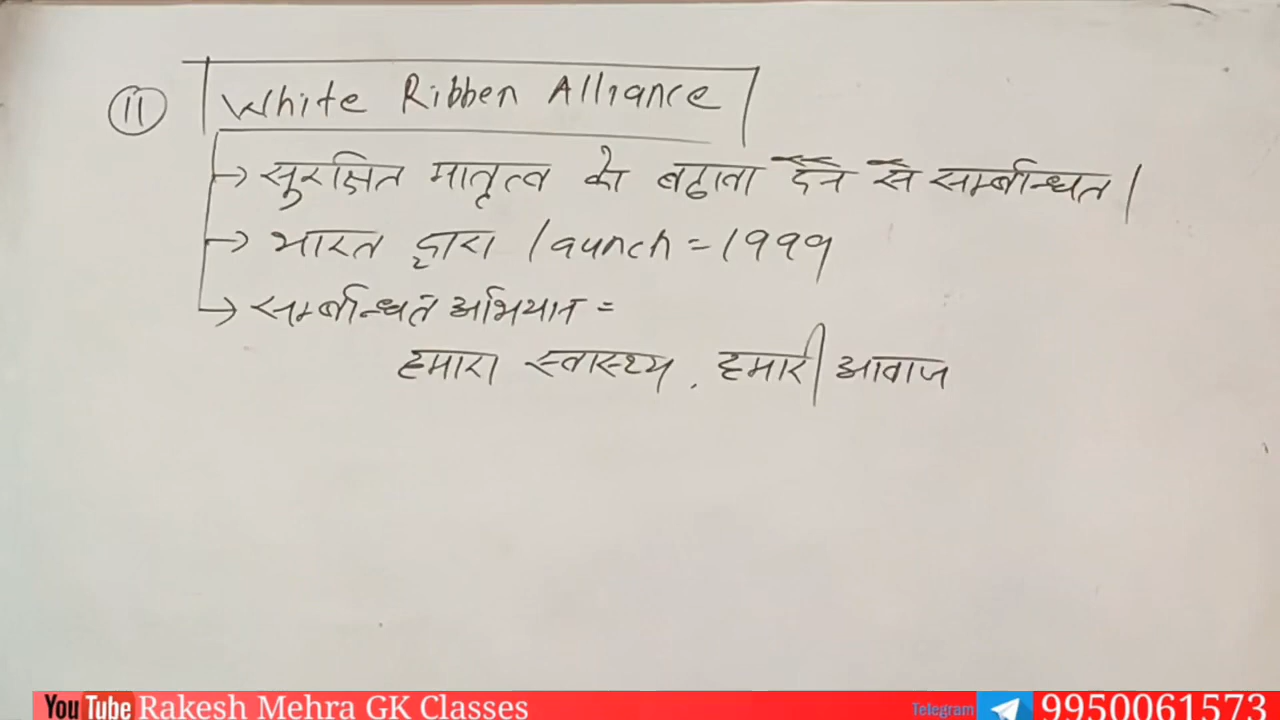 11 White Ribben Alliance
→ सुरक्षित मातृत्व को बढावा देने से सम्बन्धित |
→ भारत द्वारा launch = 1999
→ सम्बन्धित अभियान =
हमारा स्वास्थ्य, हमारी आवाज
YouTube Rakesh Mehra GK Classes Telegram 9950061573